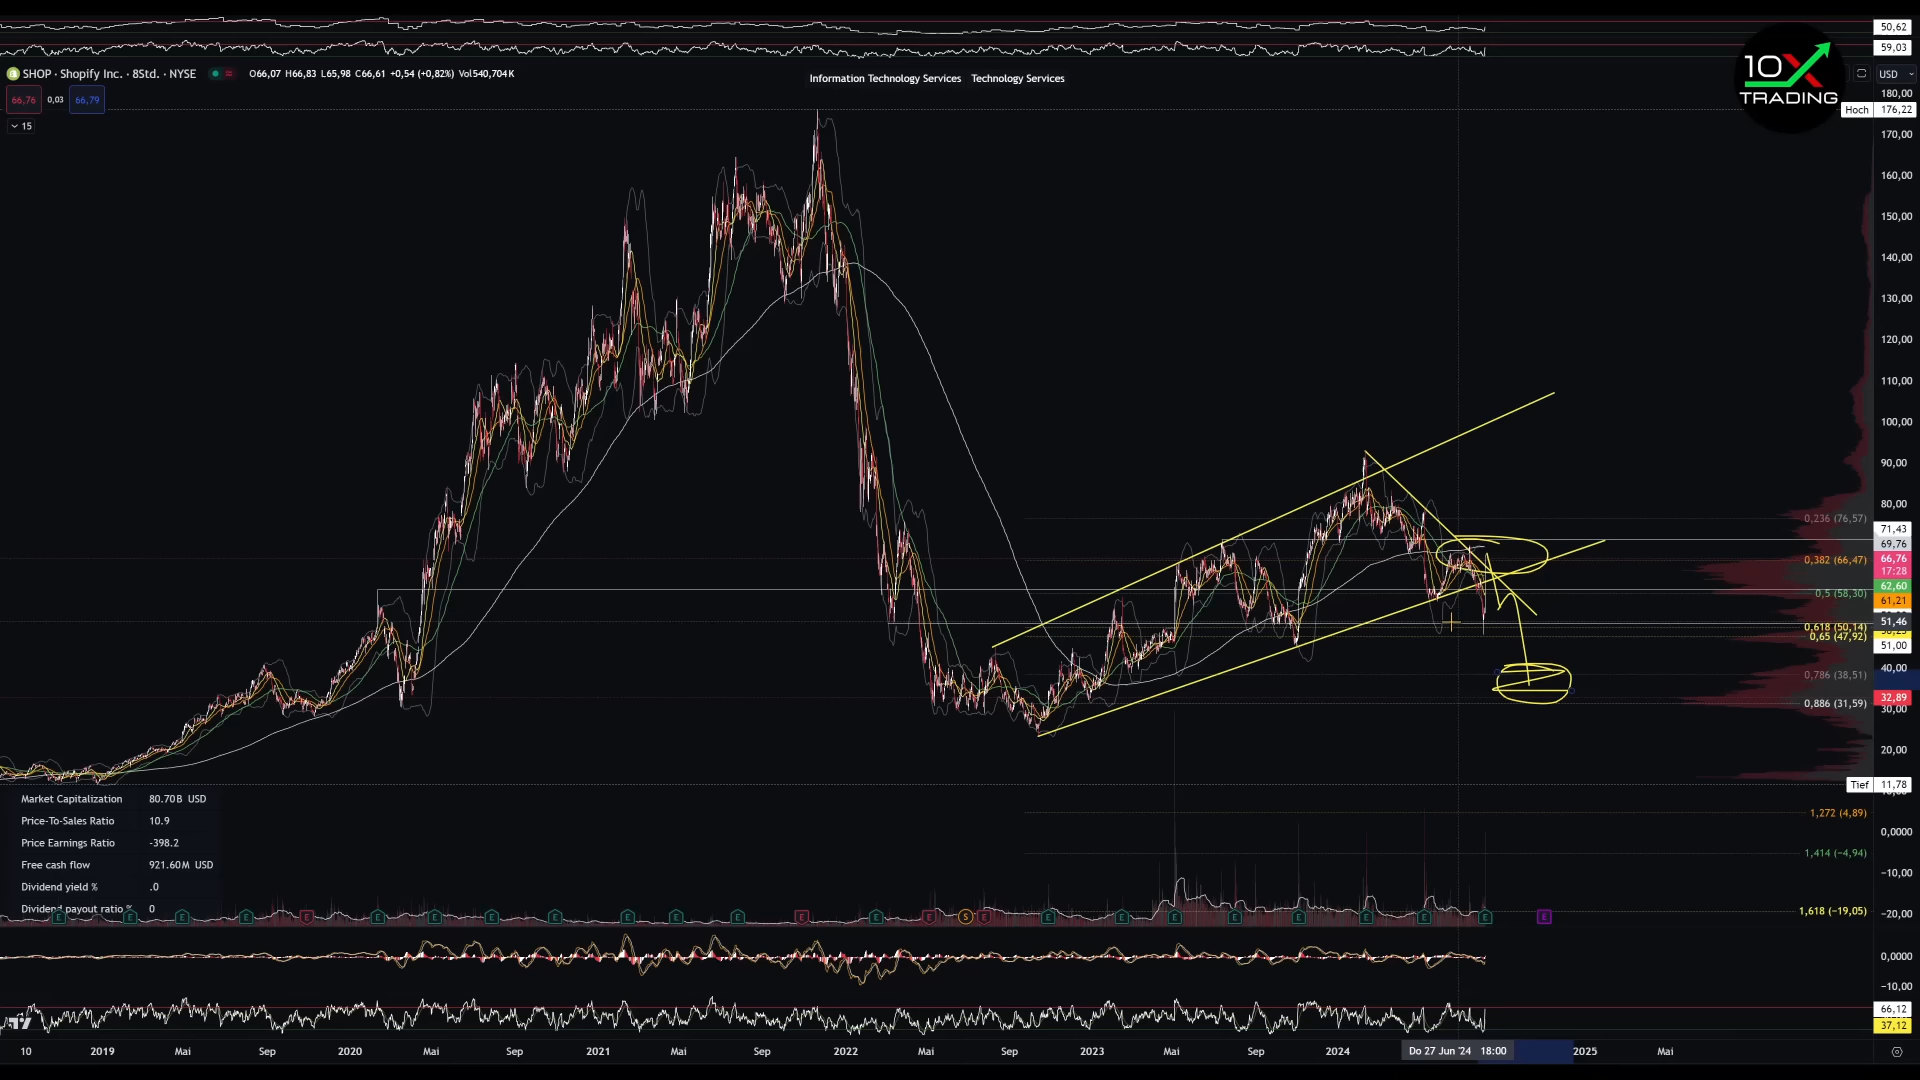 50,62
59,03
SHOP · Shopify Inc. · 8Std. · NYSE O66,07 H66,83 L65,98 C66,61 +0,54 (+0,82%) Vol540,704K
Information Technology Services Technology Services
10X
TRADING
USD
66,76 0,03 66,79
15
180,00
Hoch 176,22
170,00
160,00
150,00
140,00
130,00
120,00
110,00
100,00
90,00
80,00
0,236 (76,57)
71,43
69,76
0,382 (66,47)
66,76
17:28
62,60
0,5 (58,30)
61,21
51,46
0,618 (50,14)
0,65 (47,92)
51,00
40,00
0,786 (38,51)
32,89
0,886 (31,59)
30,00
20,00
Tief 11,78
Market Capitalization 80.70B USD
Price-To-Sales Ratio 10.9
Price Earnings Ratio -398.2
Free cash flow 921.60M USD
Dividend yield % .0
Dividend payout ratio % 0
1,272 (4,89)
0,0000
1,414 (−4,94)
−10,00
1,618 (−19,05)
−20,00
E E E E E E E E E E E E E E E S E E E E E E E E E E
0,0000
−10,00
66,12
37,12
10 2019 Mai Sep 2020 Mai Sep 2021 Mai Sep 2022 Mai Sep 2023 Mai Sep 2024 Do 27 Jun '24 18:00 2025 Mai